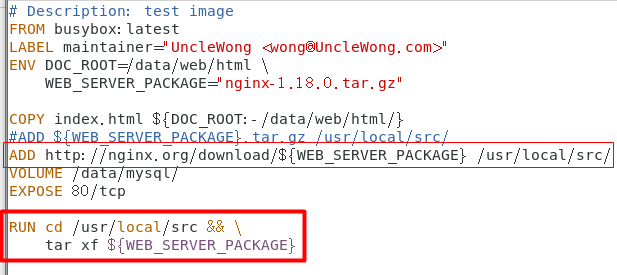 # Description: test image
FROM busybox:latest
LABEL maintainer="UncleWong <wong@UncleWong.com>"
ENV DOC_ROOT=/data/web/html \
WEB_SERVER_PACKAGE="nginx-1.18.0.tar.gz"
COPY index.html ${DOC_ROOT:-/data/web/html/}
#ADD ${WEB_SERVER_PACKAGE}.tar.gz /usr/local/src/
ADD http://nginx.org/download/${WEB_SERVER_PACKAGE} /usr/local/src/
VOLUME /data/mysql/
EXPOSE 80/tcp
RUN cd /usr/local/src && \
tar xf ${WEB_SERVER_PACKAGE}